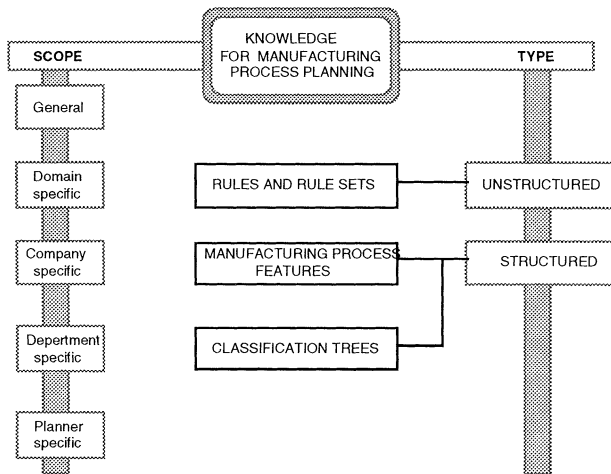 KNOWLEDGE
FOR MANUFACTURING
PROCESS PLANNING
SCOPE
TYPE
General
Domain
specific
RULES AND RULE SETS
UNSTRUCTURED
Company
specific
MANUFACTURING PROCESS
FEATURES
STRUCTURED
Depertment
specific
CLASSIFICATION TREES
Planner
specific